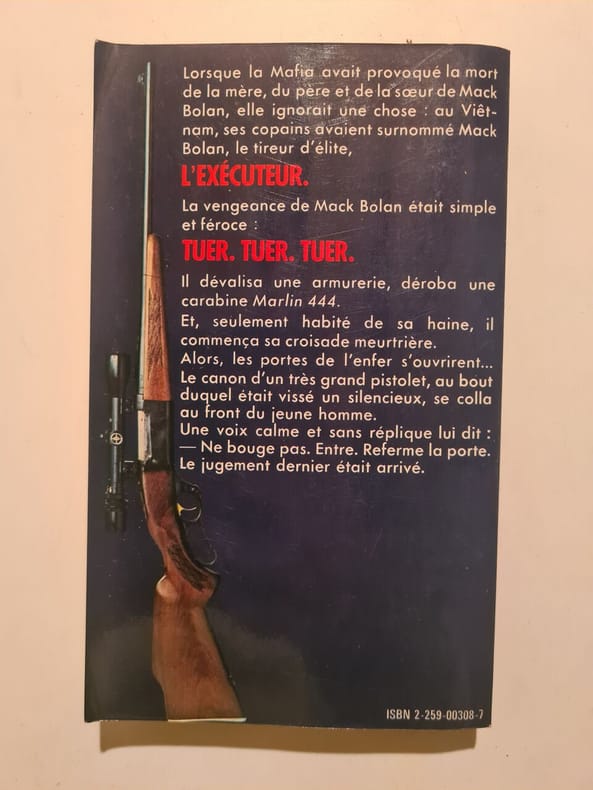 Lorsque la Mafia avait provoqué la mort
de la mère, du père et de la sœur de Mack
Bolan, elle ignorait une chose : au Viêt-
nam, ses copains avaient surnommé Mack
Bolan, le tireur d'élite,
L'EXÉCUTEUR.
La vengeance de Mack Bolan était simple
et féroce :
TUER. TUER. TUER.
Il dévalisa une armurerie, déroba une
carabine Marlin 444.
Et, seulement habité de sa haine, il
commença sa croisade meurtrière.
Alors, les portes de l'enfer s'ouvrirent...
Le canon d'un très grand pistolet, au bout
duquel était vissé un silencieux, se colla
au front du jeune homme.
Une voix calme et sans réplique lui dit :
— Ne bouge pas. Entre. Referme la porte.
Le jugement dernier était arrivé.
ISBN 2-259-00308-7